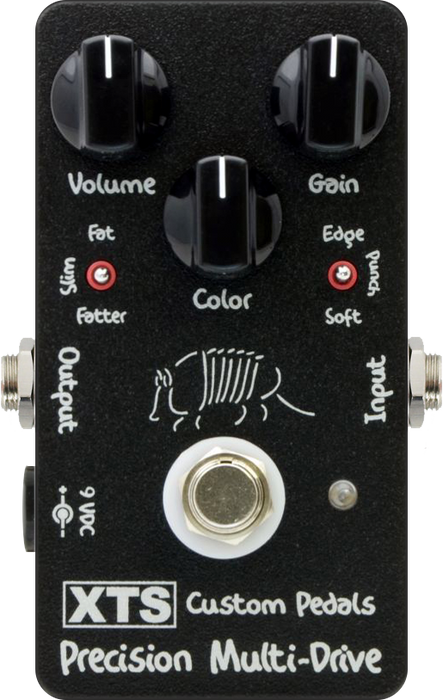 Volume
Gain
Color
Fat
Slim
Fatter
Edge
Punch
Soft
Output
Input
+ -
9 VDC
XTS Custom Pedals
Precision Multi-Drive